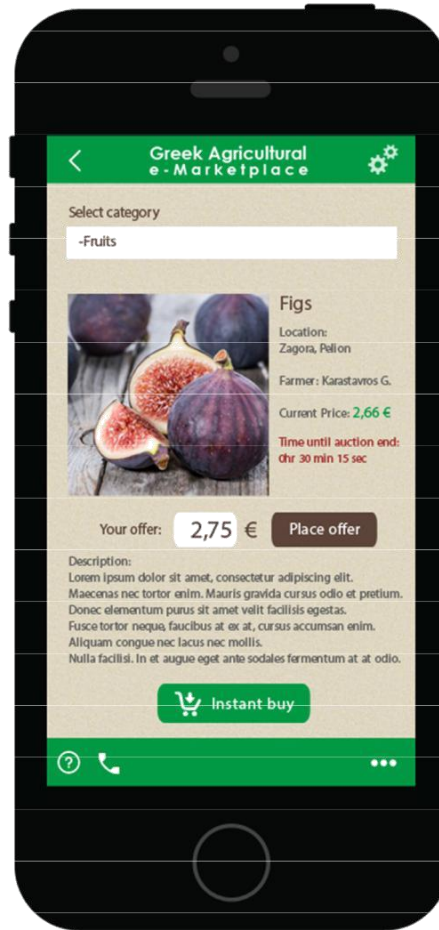 Greek Agricultural
e-Marketplace
Select category
-Fruits
Figs
Location:
Zagora, Pelion
Farmer: Karastavros G.
Current Price: 2,66 €
Time until auction end:
0hr 30 min 15 sec
Your offer: 2,75 € Place offer
Description:
Lorem ipsum dolor sit amet, consectetur adipiscing elit.
Maecenas nec tortor enim. Mauris gravida cursus odio et pretium.
Donec elementum purus sit amet velit facilisis egestas.
Fusce tortor neque, faucibus at ex at, cursus accumsan enim.
Aliquam congue nec lacus nec mollis.
Nulla facilisi. In et augue eget ante sodales fermentum at at odio.
Instant buy
?